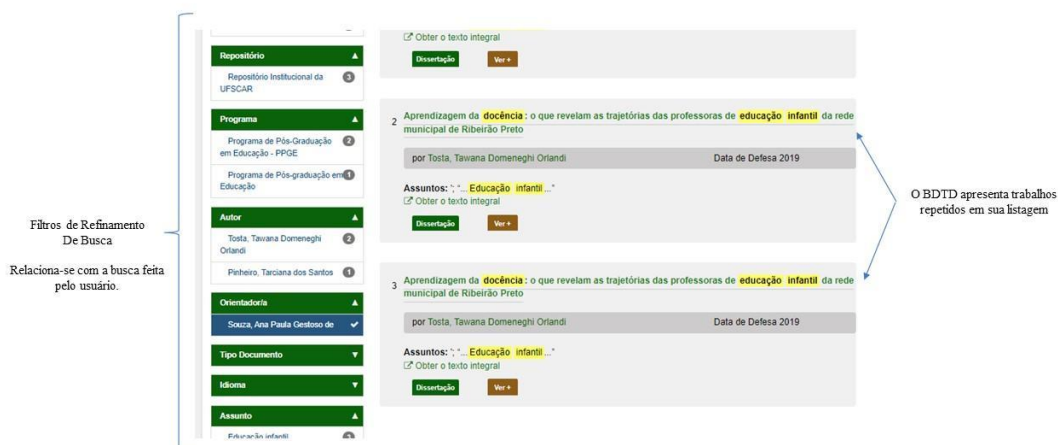 Filtros de Refinamento
De Busca
Relaciona-se com a busca feita
pelo usuário.
Repositório
Repositório Institucional da
UFSCAR
3
Programa
Programa de Pós-Graduação
em Educação - PPGE
2
Programa de Pós-graduação em
Educação
1
Autor
Tosta, Tawana Domeneghi
Orlandi
2
Pinheiro, Tarciana dos Santos
1
Orientador/a
Souza, Ana Paula Gestoso de
Tipo Documento
Idioma
Assunto
Educação infantil
3
Obter o texto integral
Dissertação Ver +
2 Aprendizagem da docência: o que revelam as trajetórias das professoras de educação infantil da rede
municipal de Ribeirão Preto
por Tosta, Tawana Domeneghi Orlandi Data de Defesa 2019
Assuntos: '; "...Educação infantil..."
Obter o texto integral
Dissertação Ver +
3 Aprendizagem da docência: o que revelam as trajetórias das professoras de educação infantil da rede
municipal de Ribeirão Preto
por Tosta, Tawana Domeneghi Orlandi Data de Defesa 2019
Assuntos: '; "...Educação infantil..."
Obter o texto integral
Dissertação Ver +
O BDTD apresenta trabalhos
repetidos em sua listagem